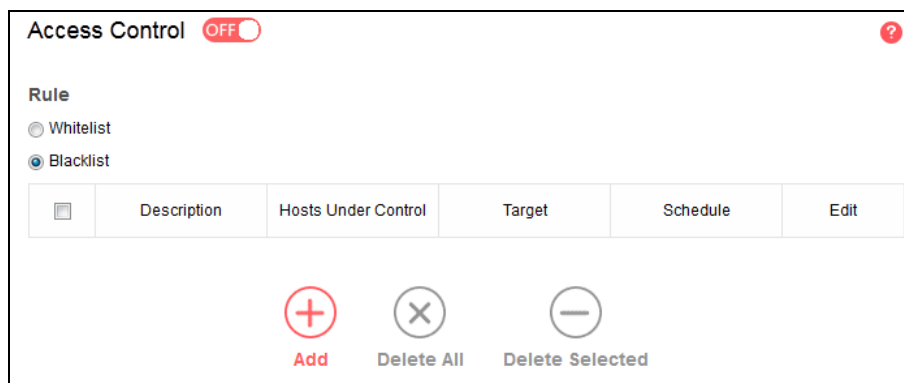 Access Control OFF ?
Rule
Whitelist
Blacklist
Description Hosts Under Control Target Schedule Edit
Add Delete All Delete Selected